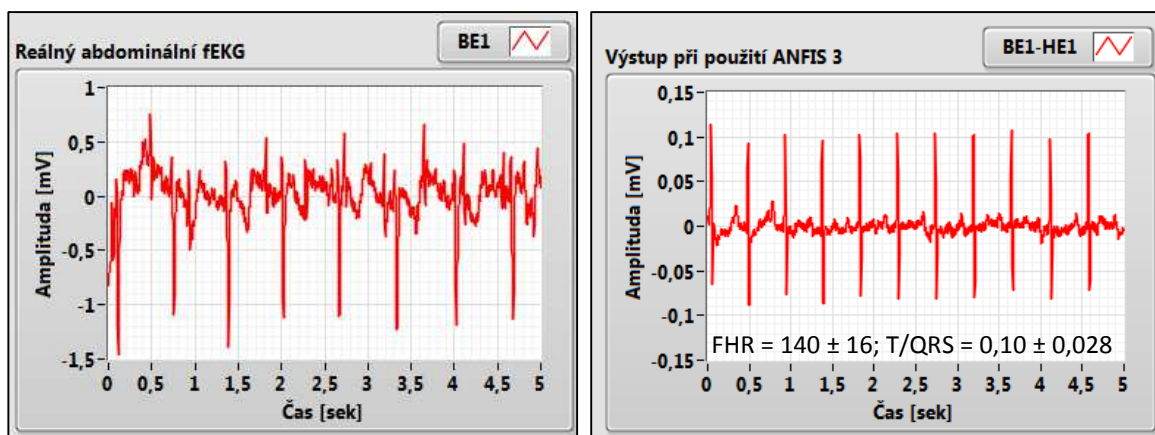 BE1
Reálný abdominální fEKG
1
0,5
0
-0,5
-1
-1,5
Amplituda [mV]
0 0,5 1 1,5 2 2,5 3 3,5 4 4,5 5
Čas [sek]
BE1-HE1
Výstup při použití ANFIS 3
0,15
0,1
0,05
0
-0,05
-0,1
-0,15
Amplituda [mV]
FHR = 140 ± 16; T/QRS = 0,10 ± 0,028
0 0,5 1 1,5 2 2,5 3 3,5 4 4,5 5
Čas [sek]